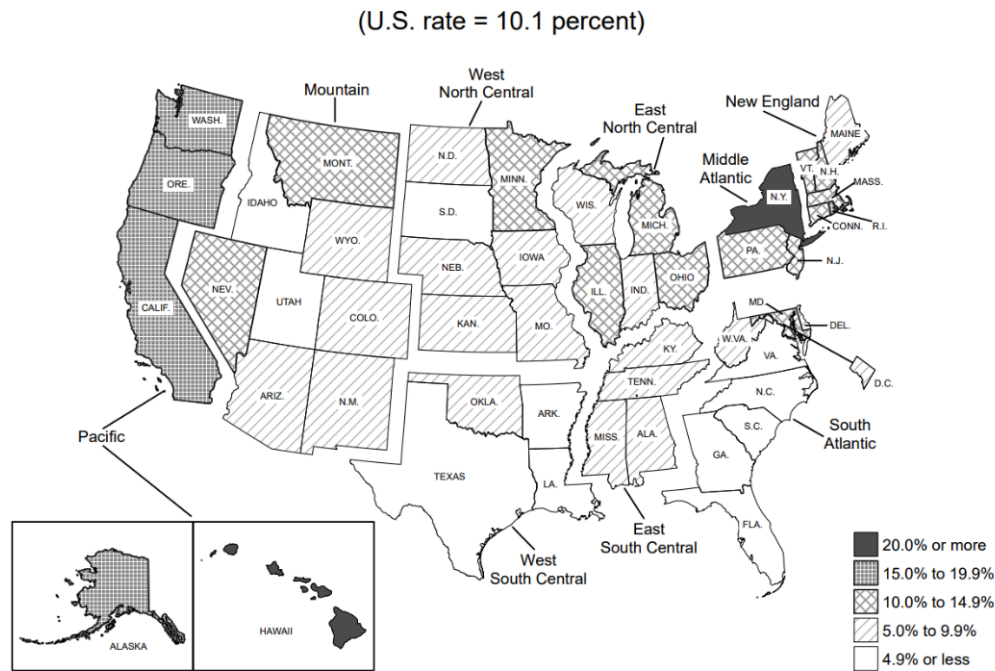 (U.S. rate = 10.1 percent)
West
North Central
Mountain
East
North Central
New England
Middle
Atlantic
WASH.
MONT.
N.D.
MINN.
MAINE
VT.
N.H.
MASS.
ORE.
IDAHO
S.D.
WIS.
MICH.
N.Y.
CONN.
R.I.
WYO.
NEB.
IOWA
PA.
N.J.
NEV.
UTAH
COLO.
KAN.
MO.
ILL.
IND.
OHIO
MD.
DEL.
CALIF.
W.VA.
VA.
KY.
D.C.
ARIZ.
N.M.
OKLA.
ARK.
TENN.
N.C.
South
Atlantic
Pacific
MISS.
ALA.
S.C.
GA.
TEXAS
LA.
FLA.
East
South Central
West
South Central
ALASKA
HAWAII
20.0% or more
15.0% to 19.9%
10.0% to 14.9%
5.0% to 9.9%
4.9% or less